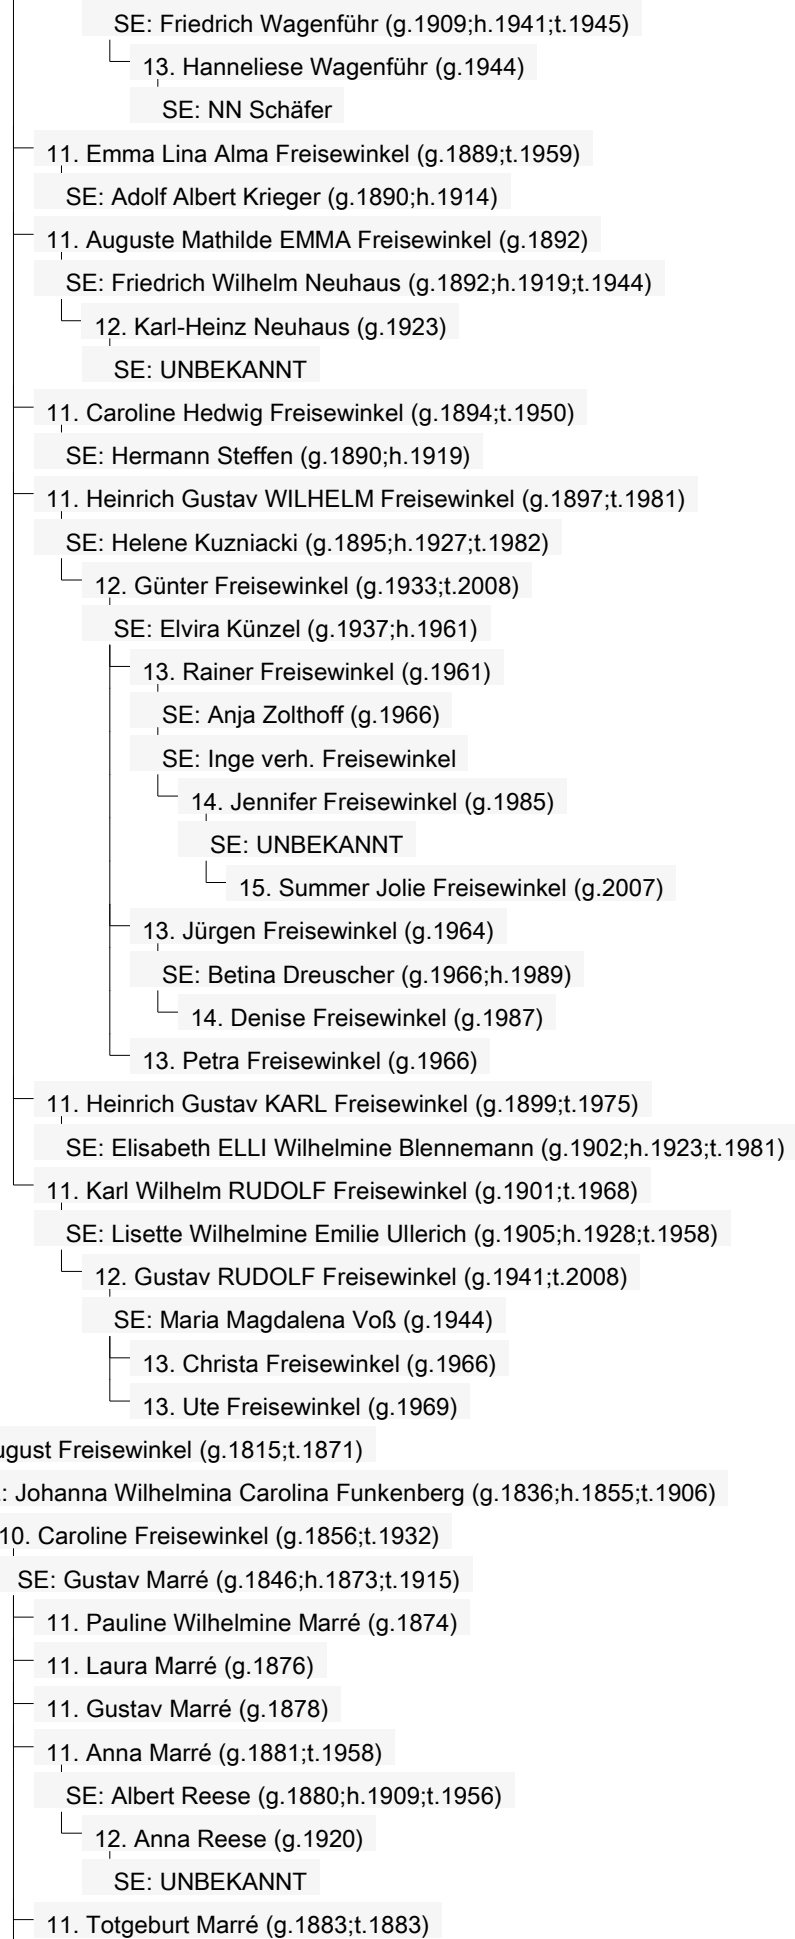 SE: Friedrich Wagenführ (g.1909;h.1941;t.1945)
13. Hanneliese Wagenführ (g.1944)
SE: NN Schäfer
11. Emma Lina Alma Freisewinkel (g.1889;t.1959)
SE: Adolf Albert Krieger (g.1890;h.1914)
11. Auguste Mathilde EMMA Freisewinkel (g.1892)
SE: Friedrich Wilhelm Neuhaus (g.1892;h.1919;t.1944)
12. Karl-Heinz Neuhaus (g.1923)
SE: UNBEKANNT
11. Caroline Hedwig Freisewinkel (g.1894;t.1950)
SE: Hermann Steffen (g.1890;h.1919)
11. Heinrich Gustav WILHELM Freisewinkel (g.1897;t.1981)
SE: Helene Kuzniacki (g.1895;h.1927;t.1982)
12. Günter Freisewinkel (g.1933;t.2008)
SE: Elvira Künzel (g.1937;h.1961)
13. Rainer Freisewinkel (g.1961)
SE: Anja Zolthoff (g.1966)
SE: Inge verh. Freisewinkel
14. Jennifer Freisewinkel (g.1985)
SE: UNBEKANNT
15. Summer Jolie Freisewinkel (g.2007)
13. Jürgen Freisewinkel (g.1964)
SE: Betina Dreuscher (g.1966;h.1989)
14. Denise Freisewinkel (g.1987)
13. Petra Freisewinkel (g.1966)
11. Heinrich Gustav KARL Freisewinkel (g.1899;t.1975)
SE: Elisabeth ELLI Wilhelmine Blennemann (g.1902;h.1923;t.1981)
11. Karl Wilhelm RUDOLF Freisewinkel (g.1901;t.1968)
SE: Lisette Wilhelmine Emilie Ullerich (g.1905;h.1928;t.1958)
12. Gustav RUDOLF Freisewinkel (g.1941;t.2008)
SE: Maria Magdalena Voß (g.1944)
13. Christa Freisewinkel (g.1966)
13. Ute Freisewinkel (g.1969)
ugust Freisewinkel (g.1815;t.1871)
: Johanna Wilhelmina Carolina Funkenberg (g.1836;h.1855;t.1906)
10. Caroline Freisewinkel (g.1856;t.1932)
SE: Gustav Marré (g.1846;h.1873;t.1915)
11. Pauline Wilhelmine Marré (g.1874)
11. Laura Marré (g.1876)
11. Gustav Marré (g.1878)
11. Anna Marré (g.1881;t.1958)
SE: Albert Reese (g.1880;h.1909;t.1956)
12. Anna Reese (g.1920)
SE: UNBEKANNT
11. Totgeburt Marré (g.1883;t.1883)